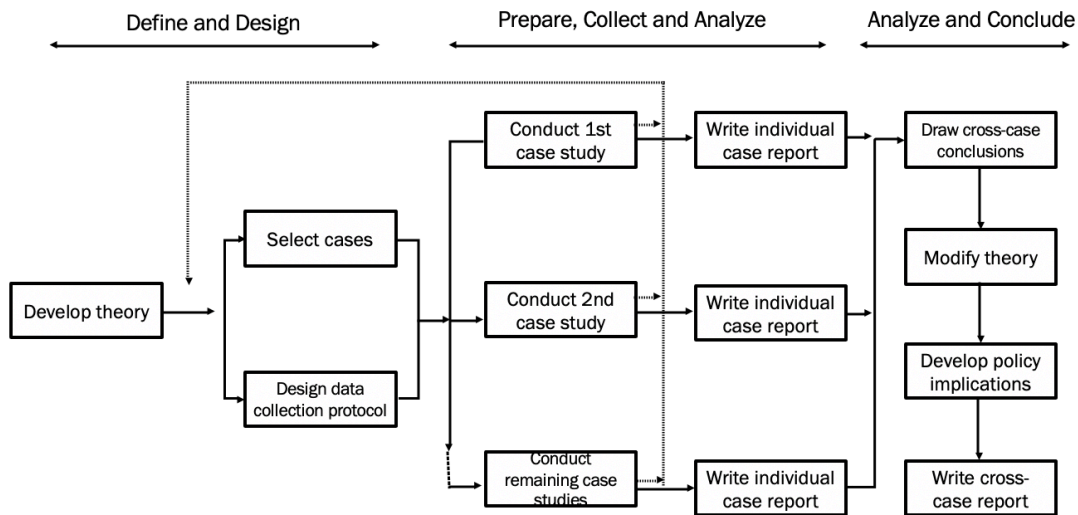 Define and Design
Prepare, Collect and Analyze
Analyze and Conclude
Develop theory
Select cases
Design data
collection protocol
Conduct 1st
case study
Write individual
case report
Conduct 2nd
case study
Write individual
case report
Conduct
remaining case
studies
Write individual
case report
Draw cross-case
conclusions
Modify theory
Develop policy
implications
Write cross-
case report